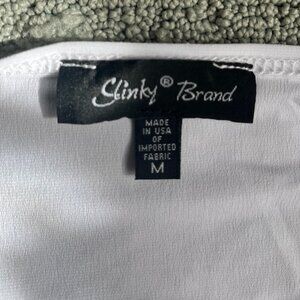 Slinky® Brand
MADE
IN USA
OF
IMPORTED
FABRIC
M